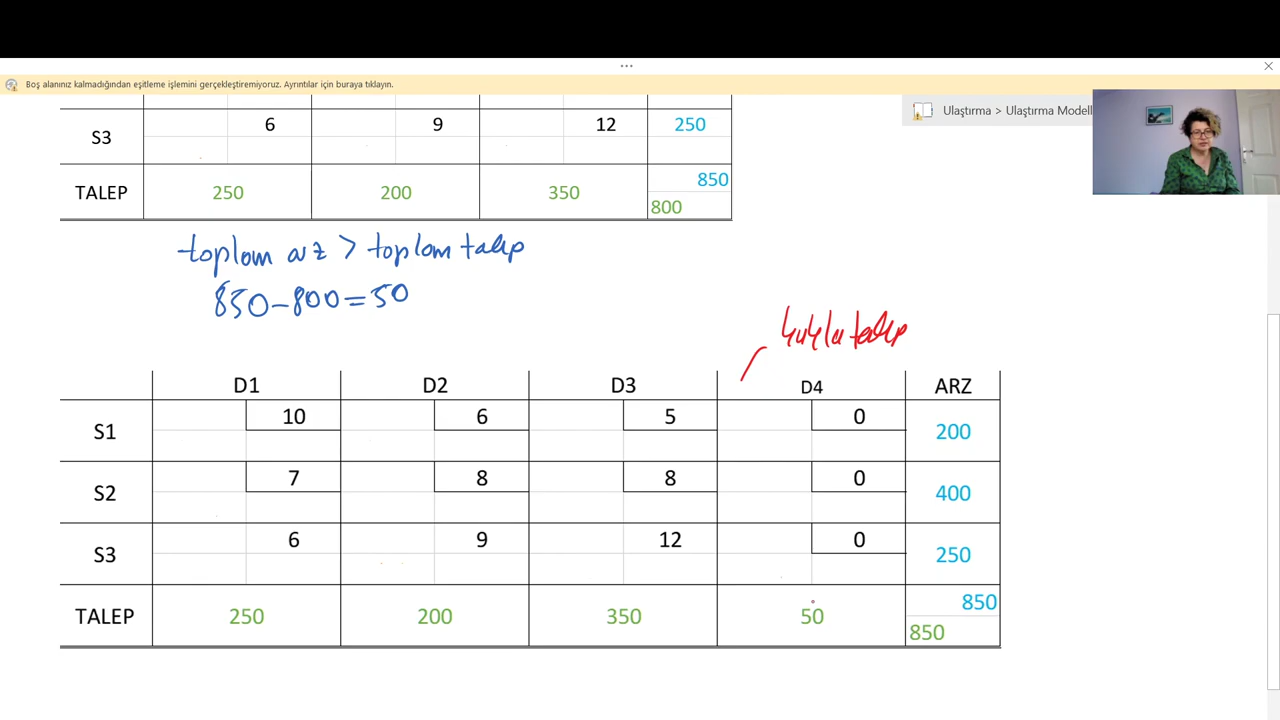 Boş alanınız kalmadığından eşitleme işlemini gerçekleştiremiyoruz. Ayrıntılar için buraya tıklayın.
Ulaştırma > Ulaştırma Modell
S3 6 9 12 250
TALEP 250 200 350 850
800
toplam arz > toplam talep
850-800=50
kukla talep
D1 D2 D3 D4 ARZ
S1 10 6 5 0 200
S2 7 8 8 0 400
S3 6 9 12 0 250
TALEP 250 200 350 50 850
850